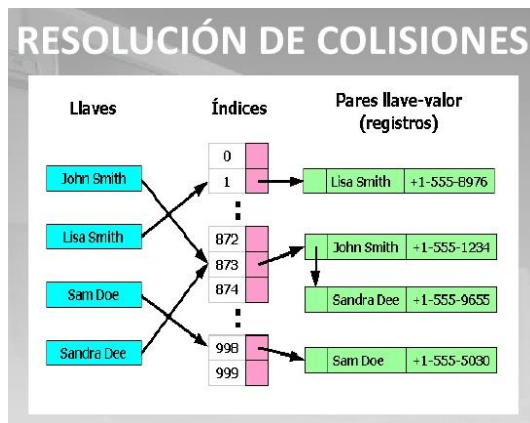 RESOLUCIÓN DE COLISIONES
Llaves
Índices
Pares llave-valor
(registros)
John Smith
Lisa Smith
Sam Doe
Sandra Dee
0
1
:
872
873
874
:
998
999
Lisa Smith +1-555-8976
John Smith +1-555-1234
Sandra Dee +1-555-9655
Sam Doe +1-555-5030